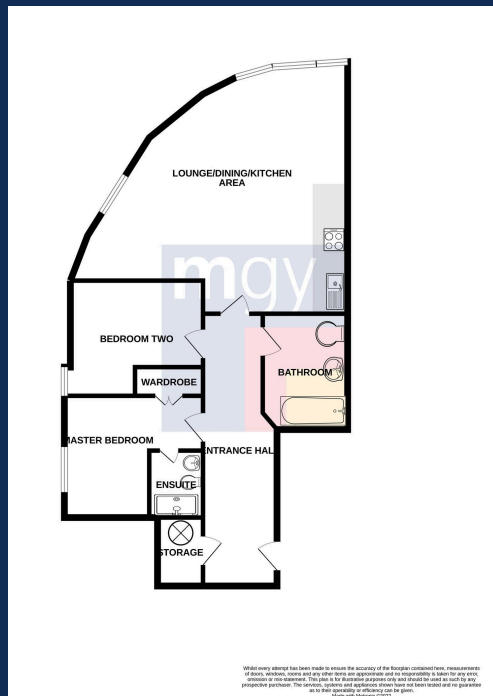 LOUNGE/DINING/KITCHEN
AREA
mgy
BEDROOM TWO
BATHROOM
WARDROBE
MASTER BEDROOM
ENTRANCE HALL
ENSUITE
STORAGE
Whilst every attempt has been made to ensure the accuracy of the floorplan contained here, measurements
of doors, windows, rooms and any other items are approximate and no responsibility is taken for any error,
omission or mis-statement. This plan is for illustrative purposes only and should be used as such by any
prospective purchaser. The services, systems and appliances shown have not been tested and no guarantee
as to their operability or efficiency can be given.
Made with Metropix ©2022